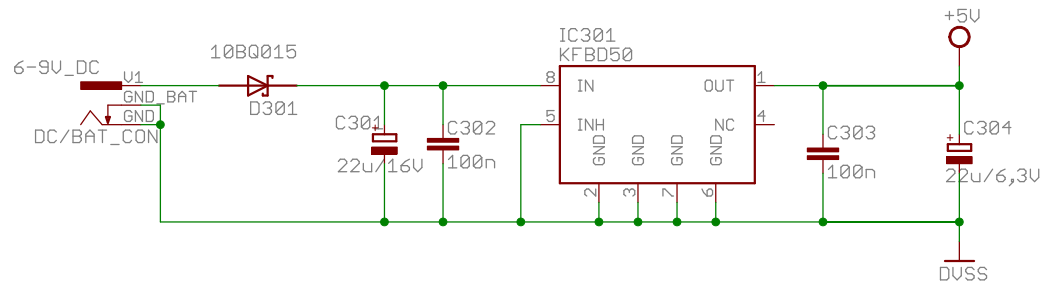 +5V
IC301
KFBD50
10BQ015
6-9V_DC
V1
8
IN
OUT
1
GND_BAT
D301
GND
DC/BAT_CON
C301
+
C302
5
INH
NC
4
C303
+
C304
22u/16V
100n
GND
GND
GND
GND
100n
22u/6,3V
2
3
7
6
DVSS